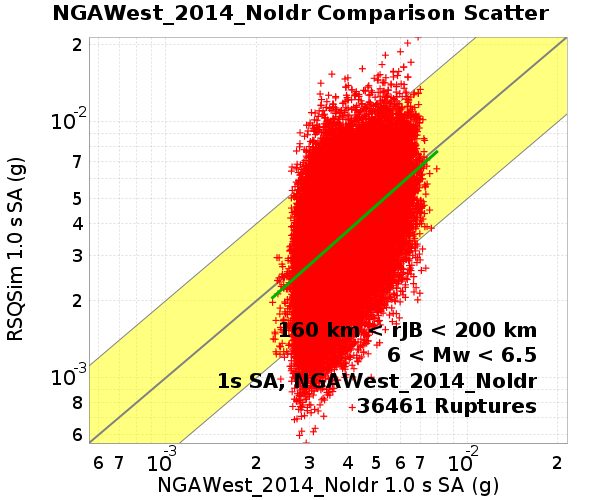 NGAWest_2014_NoIdr Comparison Scatter
2
10-2
7
5
4
3
2
10-3
8
6
RSQSim 1.0 s SA (g)
160 km < rJB < 200 km
6 < Mw < 6.5
1s SA, NGAWest_2014_NoIdr
36461 Ruptures
6 7 10-3 2 3 4 5 6 7 10-2 2
NGAWest_2014_NoIdr 1.0 s SA (g)